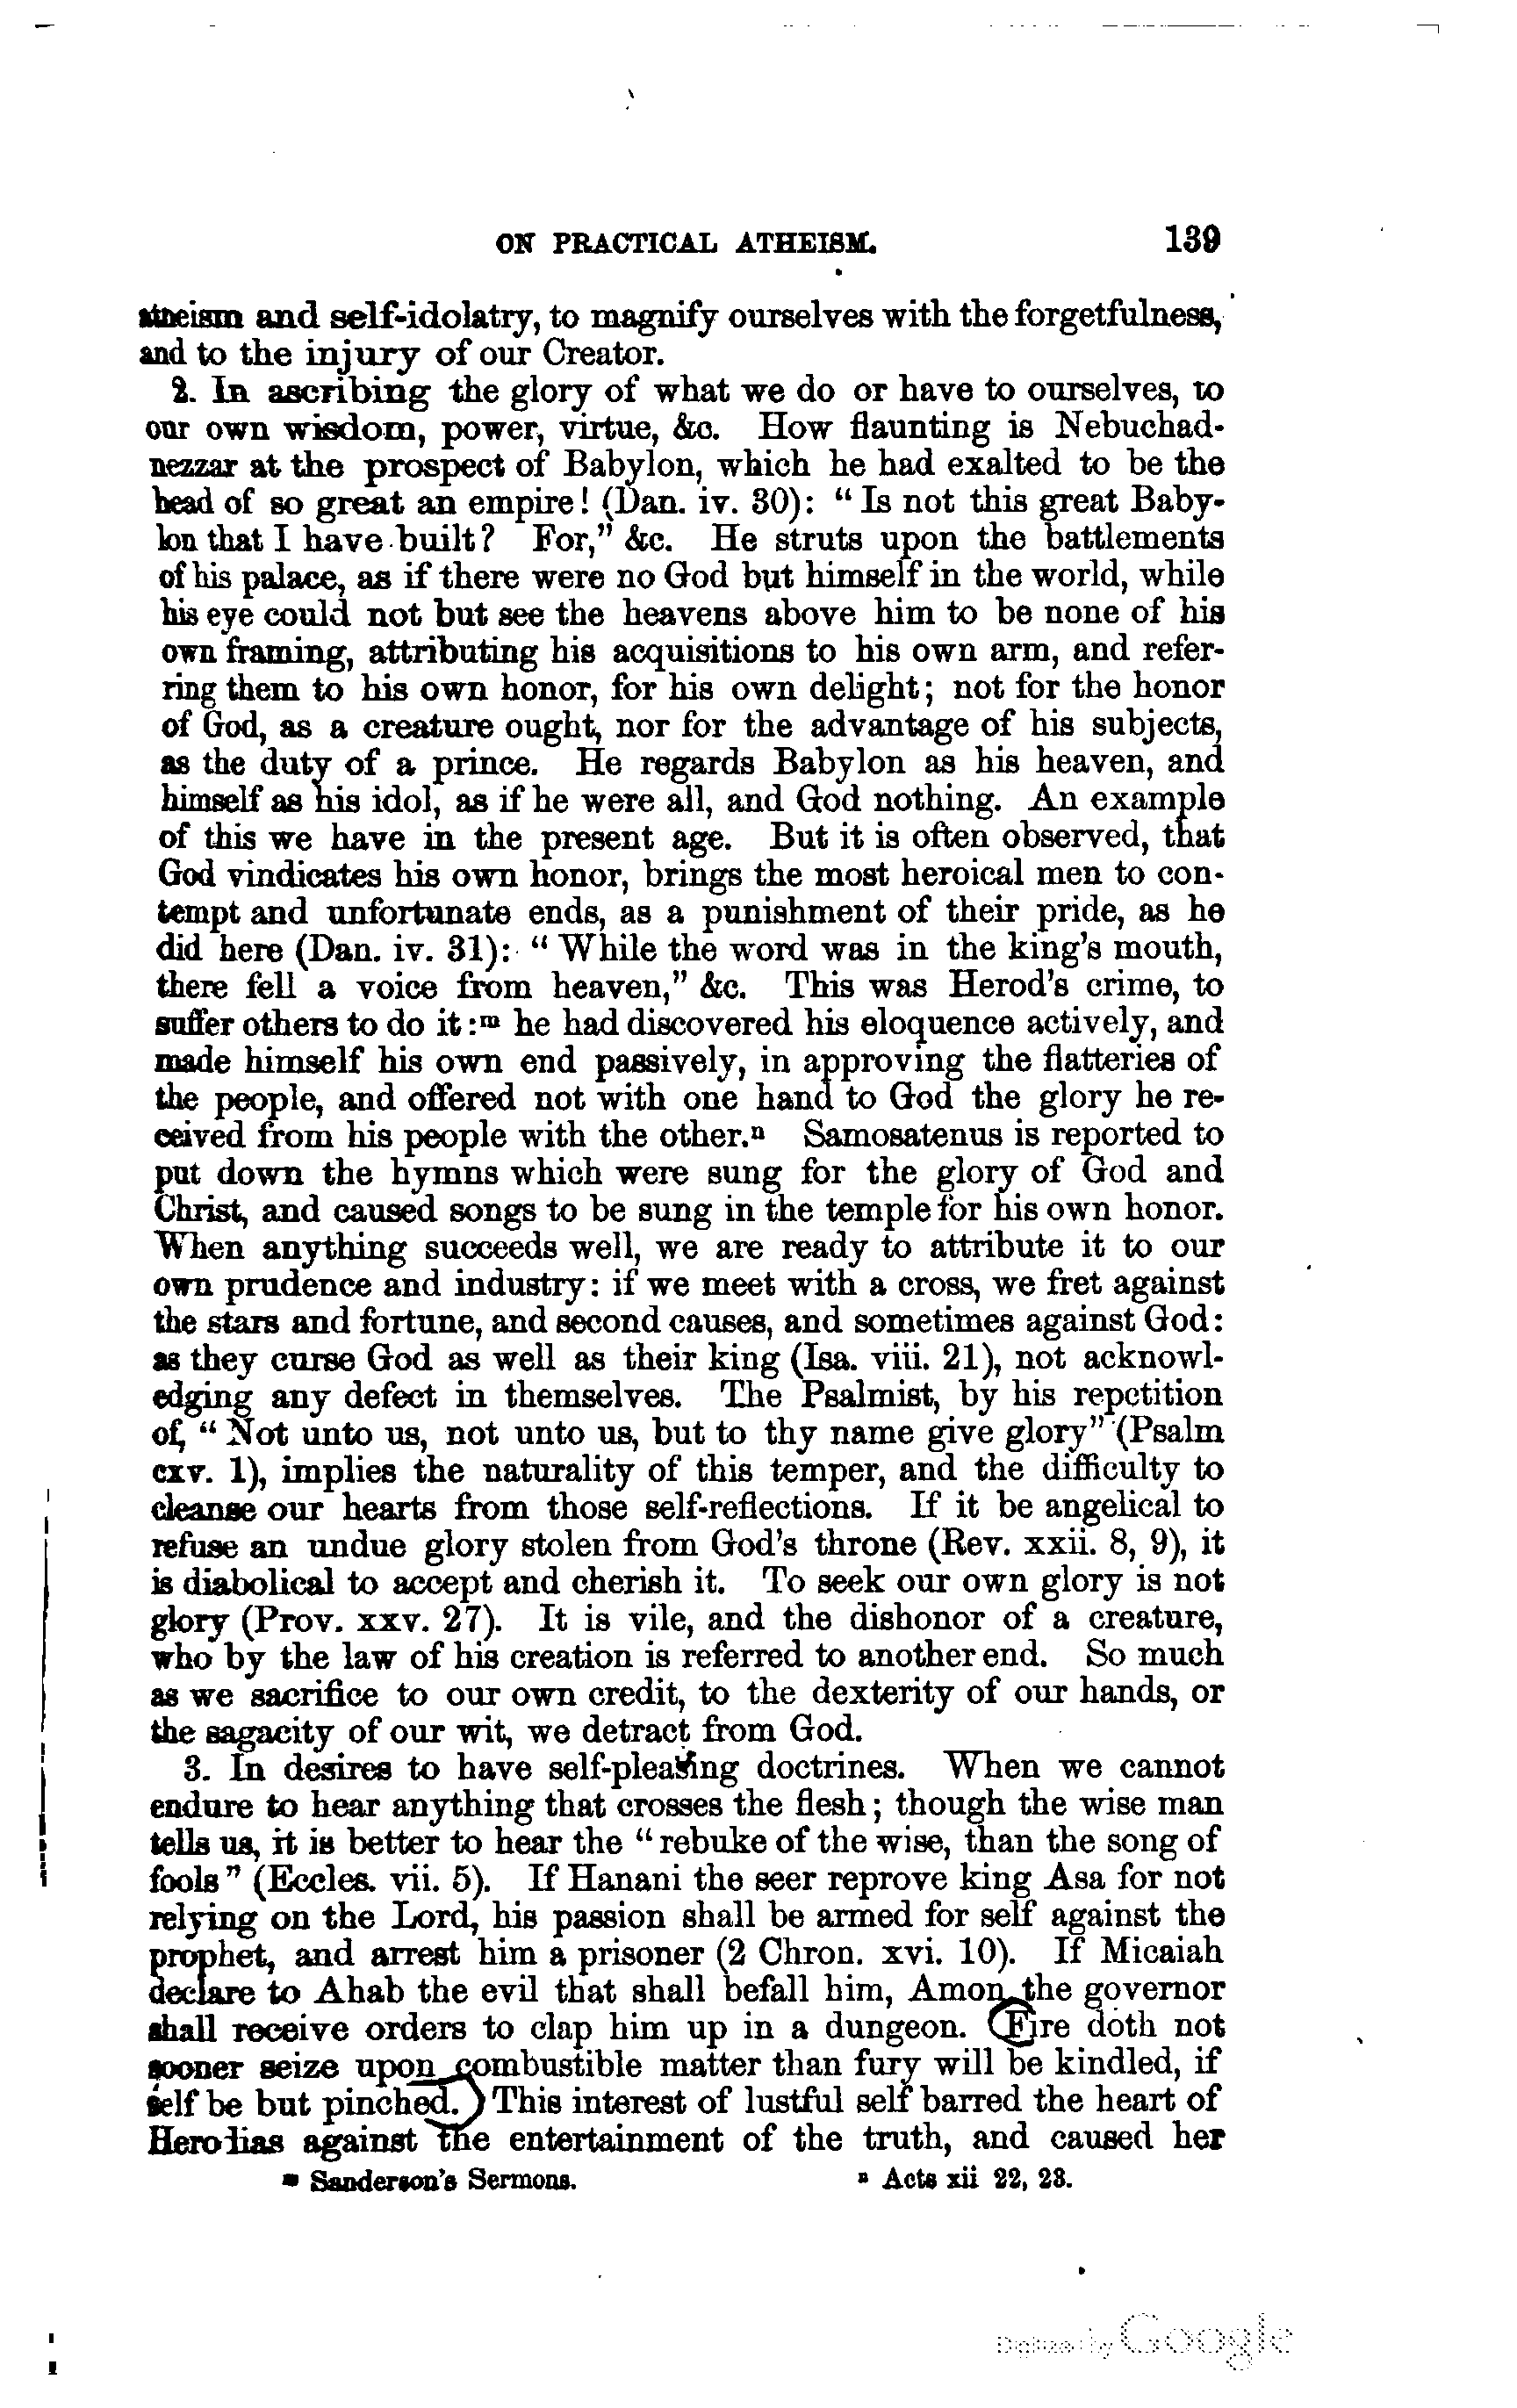 ON PRACTICAL ATHEISM. 139
atheism and self-idolatry, to magnify ourselves with the forgetfulness,
and to the injury of our Creator.
2. In ascribing the glory of what we do or have to ourselves, to
our own wisdom, power, virtue, &c. How flaunting is Nebuchad-
nezzar at the prospect of Babylon, which he had exalted to be the
head of so great an empire! (Dan. iv. 30): "Is not this great Baby-
lon that I have built? For," &c. He struts upon the battlements
of his palace, as if there were no God but himself in the world, while
his eye could not but see the heavens above him to be none of his
own framing, attributing his acquisitions to his own arm, and refer-
ring them to his own honor, for his own delight; not for the honor
of God, as a creature ought, nor for the advantage of his subjects,
as the duty of a prince. He regards Babylon as his heaven, and
himself as his idol, as if he were all, and God nothing. An example
of this we have in the present age. But it is often observed, that
God vindicates his own honor, brings the most heroical men to con-
tempt and unfortunate ends, as a punishment of their pride, as he
did here (Dan. iv. 31): "While the word was in the king's mouth,
there fell a voice from heaven," &c. This was Herod's crime, to
suffer others to do it:ᵐ he had discovered his eloquence actively, and
made himself his own end passively, in approving the flatteries of
the people, and offered not with one hand to God the glory he re-
ceived from his people with the other.ⁿ Samosatenus is reported to
put down the hymns which were sung for the glory of God and
Christ, and caused songs to be sung in the temple for his own honor.
When anything succeeds well, we are ready to attribute it to our
own prudence and industry: if we meet with a cross, we fret against
the stars and fortune, and second causes, and sometimes against God:
as they curse God as well as their king (Isa. viii. 21), not acknowl-
edging any defect in themselves. The Psalmist, by his repetition
of, "Not unto us, not unto us, but to thy name give glory" (Psalm
cxv. 1), implies the naturality of this temper, and the difficulty to
cleanse our hearts from those self-reflections. If it be angelical to
refuse an undue glory stolen from God's throne (Rev. xxii. 8, 9), it
is diabolical to accept and cherish it. To seek our own glory is not
glory (Prov. xxv. 27). It is vile, and the dishonor of a creature,
who by the law of his creation is referred to another end. So much
as we sacrifice to our own credit, to the dexterity of our hands, or
the sagacity of our wit, we detract from God.
3. In desires to have self-pleasing doctrines. When we cannot
endure to hear anything that crosses the flesh; though the wise man
tells us, it is better to hear the "rebuke of the wise, than the song of
fools" (Eccles. vii. 5). If Hanani the seer reprove king Asa for not
relying on the Lord, his passion shall be armed for self against the
prophet, and arrest him a prisoner (2 Chron. xvi. 10). If Micaiah
declare to Ahab the evil that shall befall him, Amon the governor
shall receive orders to clap him up in a dungeon. Fire doth not
sooner seize upon combustible matter than fury will be kindled, if
self be but pinched. This interest of lustful self barred the heart of
Herodias against the entertainment of the truth, and caused her
ᵐ Sanderson's Sermons. ⁿ Acts xii 22, 23.
Digitized by Google